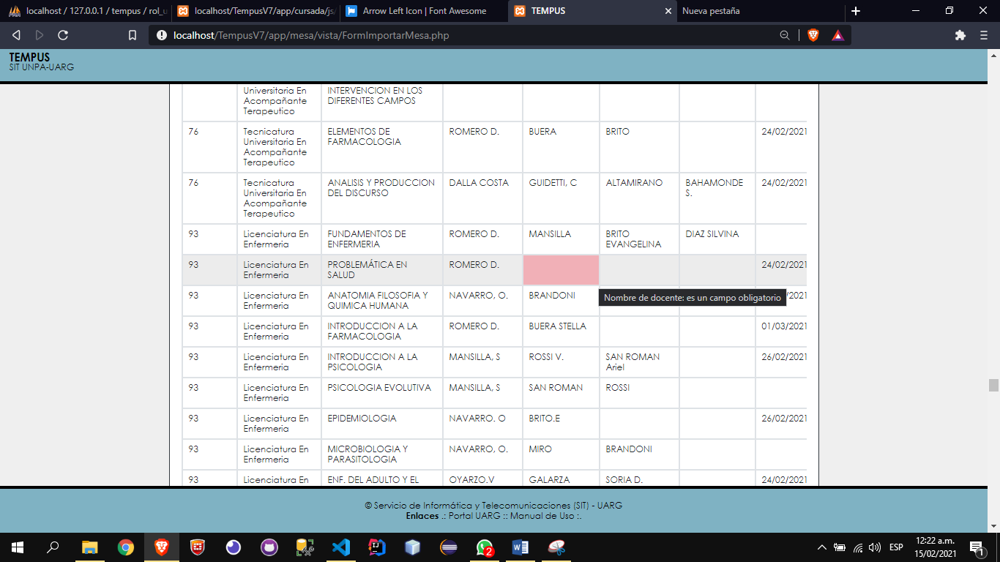 localhost / 127.0.0.1 / tempus / rol_u
localhost/TempusV7/app/cursada/js/
Arrow Left Icon | Font Awesome
TEMPUS
Nueva pestaña
localhost/TempusV7/app/mesa/vista/FormImportarMesa.php
TEMPUS
SIT UNPA-UARG
Universitaria En
Acompañante
Terapeutico
INTERVENCION EN LOS
DIFERENTES CAMPOS
76
Tecnicatura
Universitaria En
Acompañante
Terapeutico
ELEMENTOS DE
FARMACOLOGIA
ROMERO D.
BUERA
BRITO
24/02/2021
76
Tecnicatura
Universitaria En
Acompañante
Terapeutico
ANALISIS Y PRODUCCION
DEL DISCURSO
DALLA COSTA
GUIDETTI, C
ALTAMIRANO
BAHAMONDE
S.
24/02/2021
93
Licenciatura En
Enfermeria
FUNDAMENTOS DE
ENFERMERIA
ROMERO D.
MANSILLA
BRITO
EVANGELINA
DIAZ SILVINA
93
Licenciatura En
Enfermeria
PROBLEMÁTICA EN
SALUD
ROMERO D.
24/02/2021
93
Licenciatura En
Enfermeria
ANATOMIA FILOSOFIA Y
QUIMICA HUMANA
NAVARRO, O.
BRANDONI
Nombre de docente: es un campo obligatorio
/2021
93
Licenciatura En
Enfermeria
INTRODUCCION A LA
FARMACOLOGIA
ROMERO D.
BUERA STELLA
01/03/2021
93
Licenciatura En
Enfermeria
INTRODUCCION A LA
PSICOLOGIA
MANSILLA, S
ROSSI V.
SAN ROMAN
Ariel
26/02/2021
93
Licenciatura En
Enfermeria
PSICOLOGIA EVOLUTIVA
MANSILLA, S
SAN ROMAN
ROSSI
93
Licenciatura En
Enfermeria
EPIDEMIOLOGIA
NAVARRO. O
BRITO.E
26/02/2021
93
Licenciatura En
Enfermeria
MICROBIOLOGIA Y
PARASITOLOGIA
NAVARRO, O.
MIRO
BRANDONI
93
Licenciatura En
ENF. DEL ADULTO Y EL
OYARZO.V
GALARZA
SORIA D.
24/02/2021
© Servicio de Informática y Telecomunicaciones (SIT) - UARG
Enlaces .: Portal UARG :: Manual de Uso :.
2
ESP
12:22 a.m.
15/02/2021
1